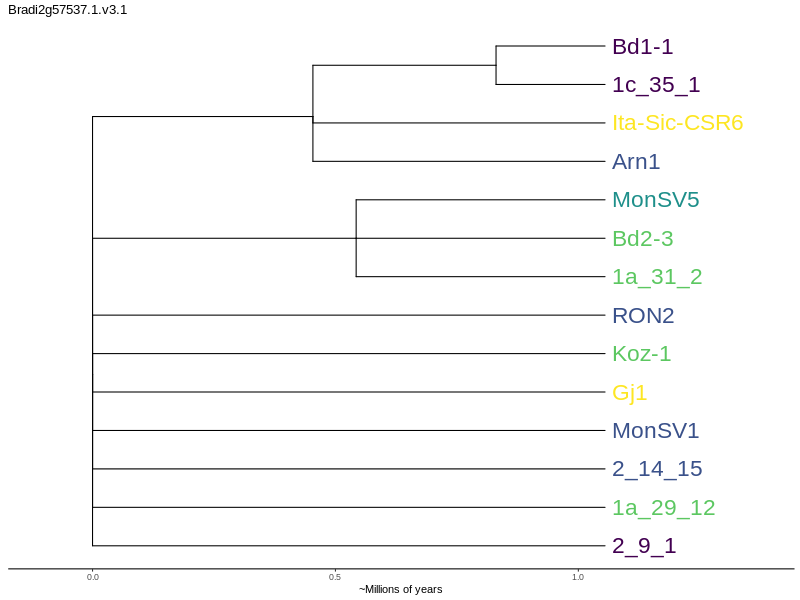 Bradi2g57537.1.v3.1
Bd1-1
1c_35_1
Ita-Sic-CSR6
Arn1
MonSV5
Bd2-3
1a_31_2
RON2
Koz-1
Gj1
MonSV1
2_14_15
1a_29_12
2_9_1
0.0 0.5 1.0
~Millions of years